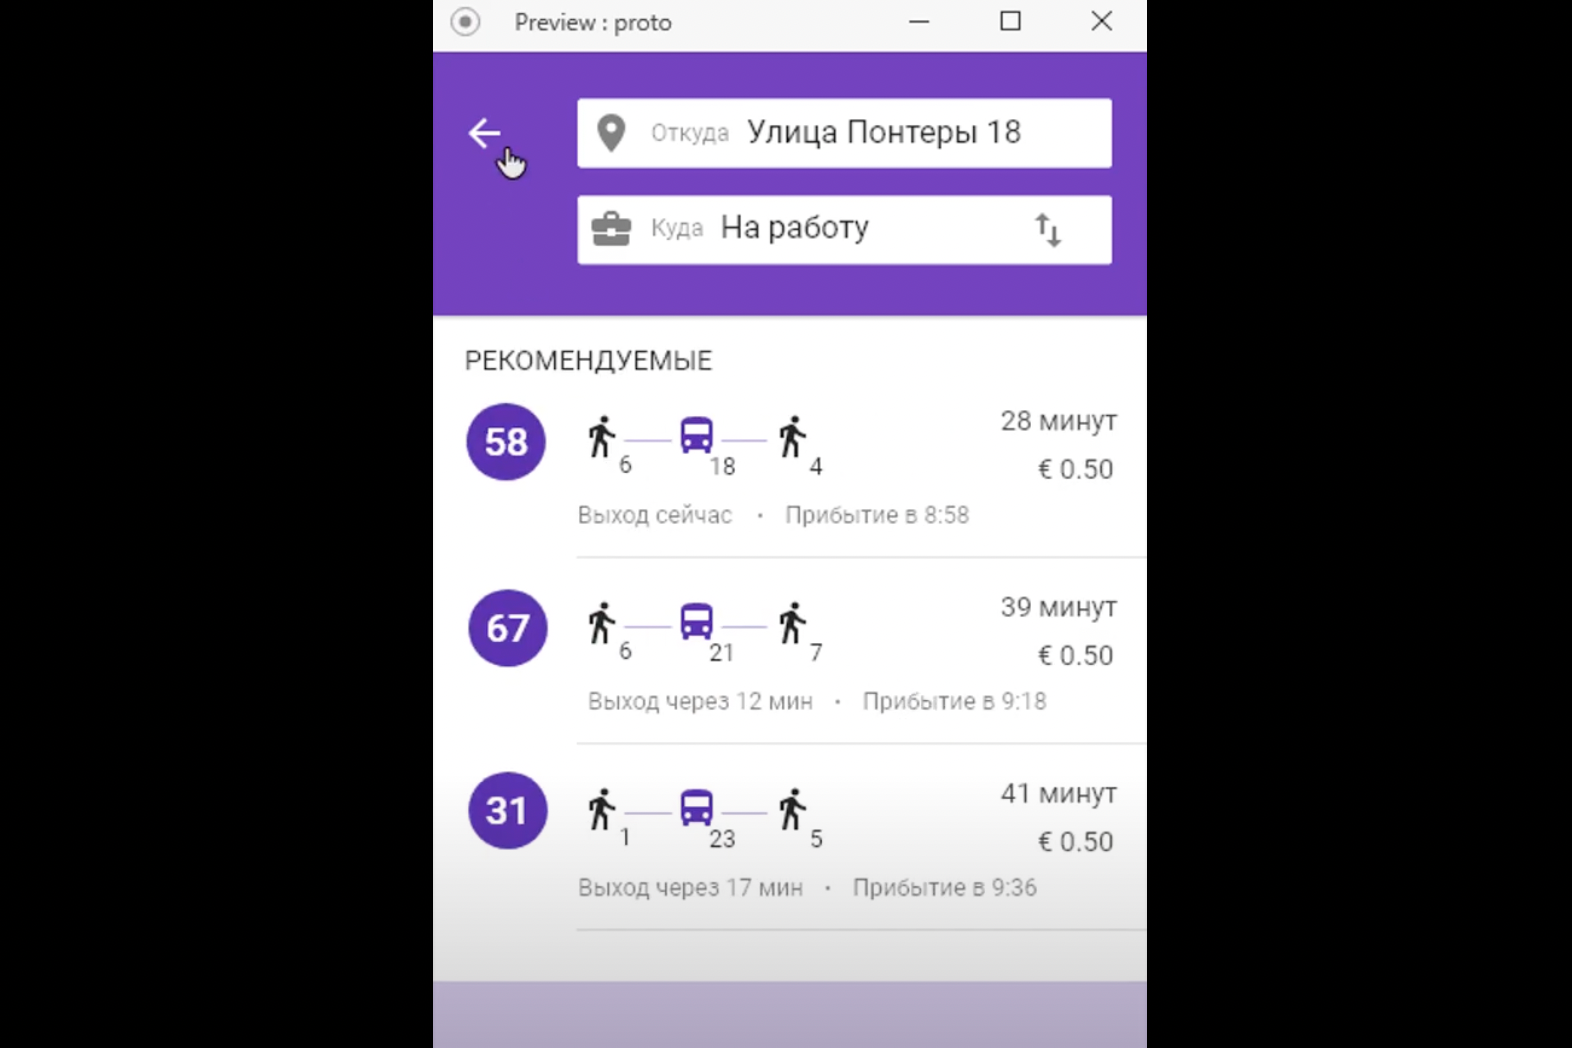 Preview : proto
Откуда Улица Понтеры 18
Куда На работу
РЕКОМЕНДУЕМЫЕ
58 6 18 4 28 минут
€ 0.50
Выход сейчас · Прибытие в 8:58
67 6 21 7 39 минут
€ 0.50
Выход через 12 мин · Прибытие в 9:18
31 1 23 5 41 минут
€ 0.50
Выход через 17 мин · Прибытие в 9:36